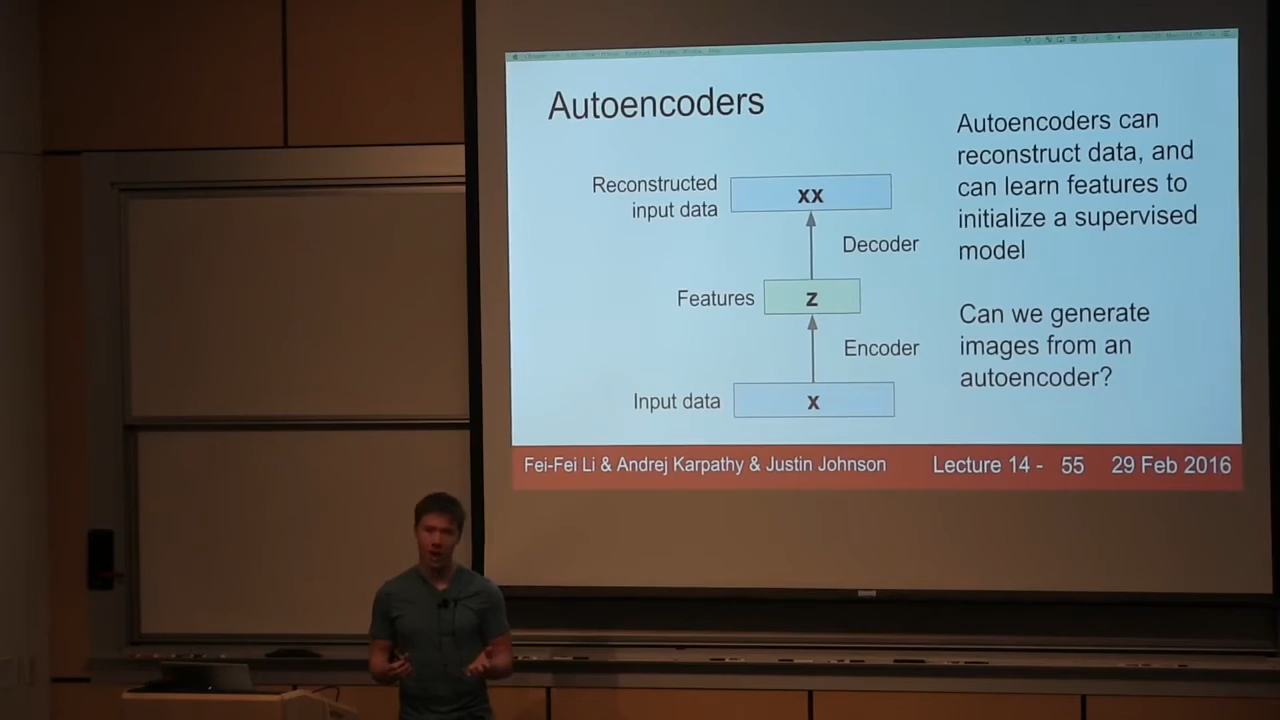 Autoencoders
Reconstructed
input data
xx
Decoder
Features
z
Encoder
Input data
x
Autoencoders can
reconstruct data, and
can learn features to
initialize a supervised
model
Can we generate
images from an
autoencoder?
Fei-Fei Li & Andrej Karpathy & Justin Johnson
Lecture 14 - 55
29 Feb 2016